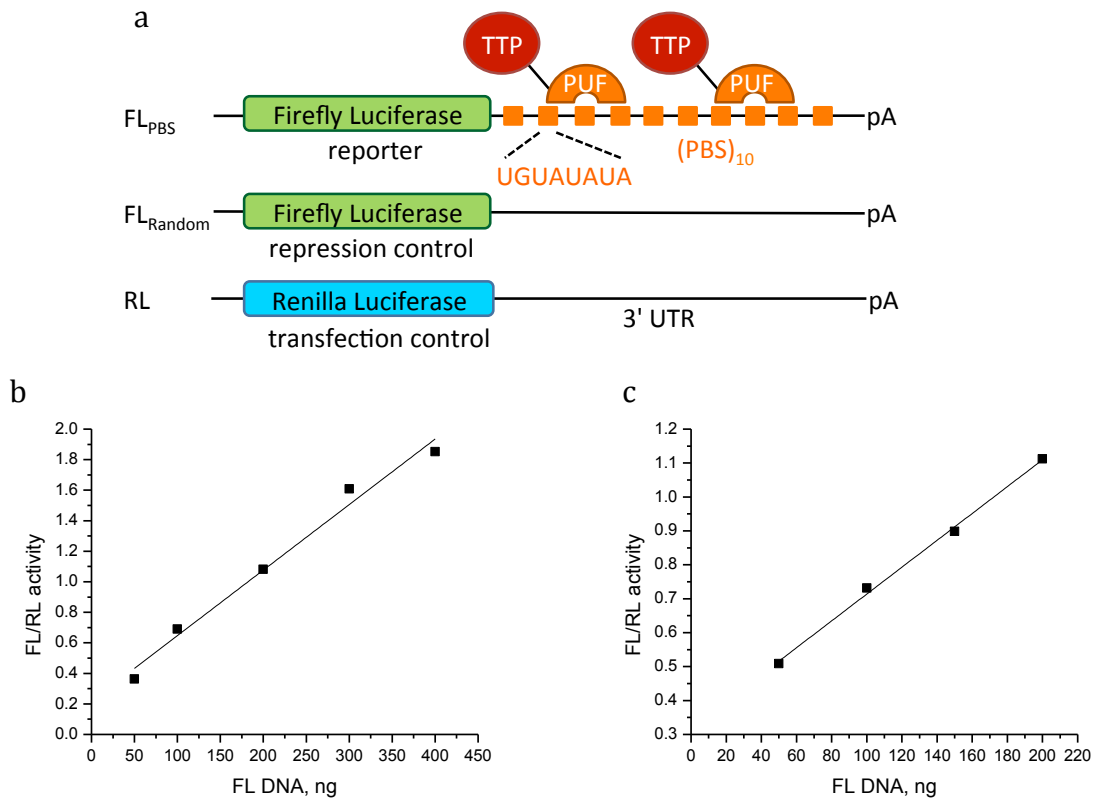 a
TTP TTP
PUF PUF
FLPBS Firefly Luciferase pA
reporter (PBS)10
UGUAUAUA
FLRandom Firefly Luciferase pA
repression control
RL Renilla Luciferase pA
transfection control 3' UTR
b
FL/RL activity
2.0
1.8
1.6
1.4
1.2
1.0
0.8
0.6
0.4
0.2
0.0
0 50 100 150 200 250 300 350 400 450
FL DNA, ng
c
FL/RL activity
1.2
1.1
1.0
0.9
0.8
0.7
0.6
0.5
0.4
0.3
0 20 40 60 80 100 120 140 160 180 200 220
FL DNA, ng